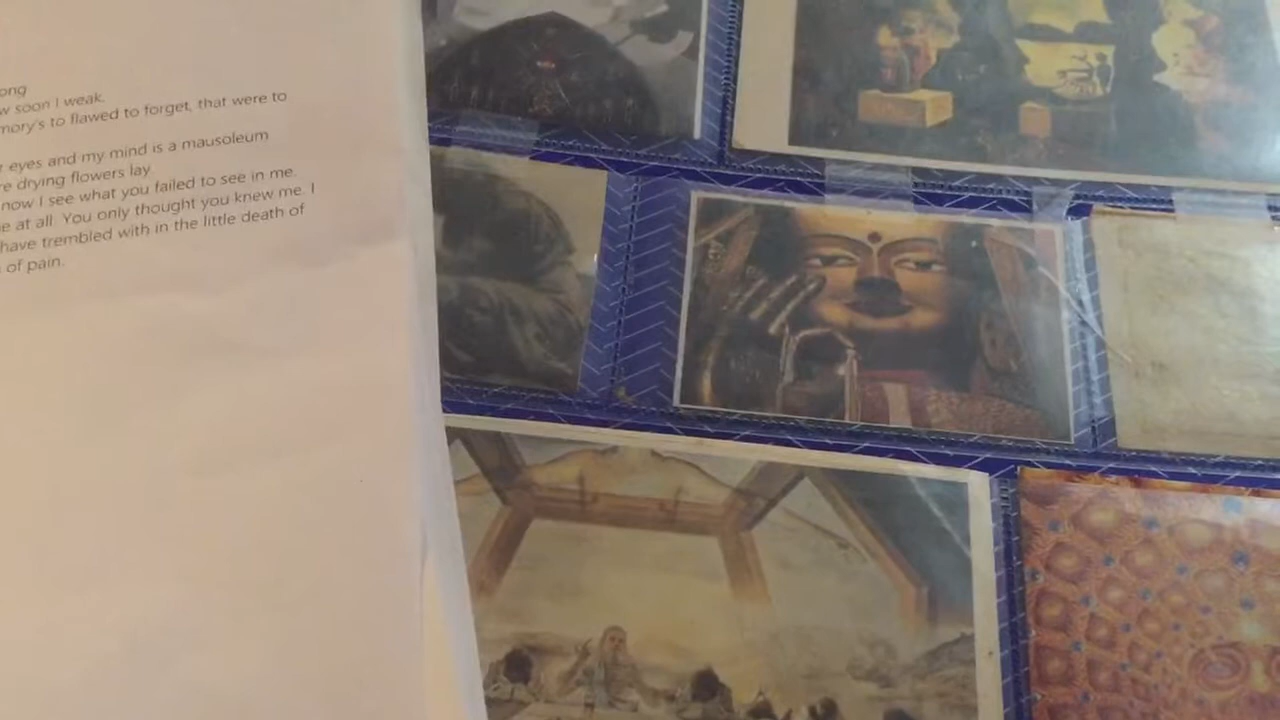 ong
w soon I weak.
mory's to flawed to forget, that were to
r eyes and my mind is a mausoleum
re drying flowers lay
now I see what you failed to see in me.
e at all. You only thought you knew me. I
have trembled with in the little death of
of pain.